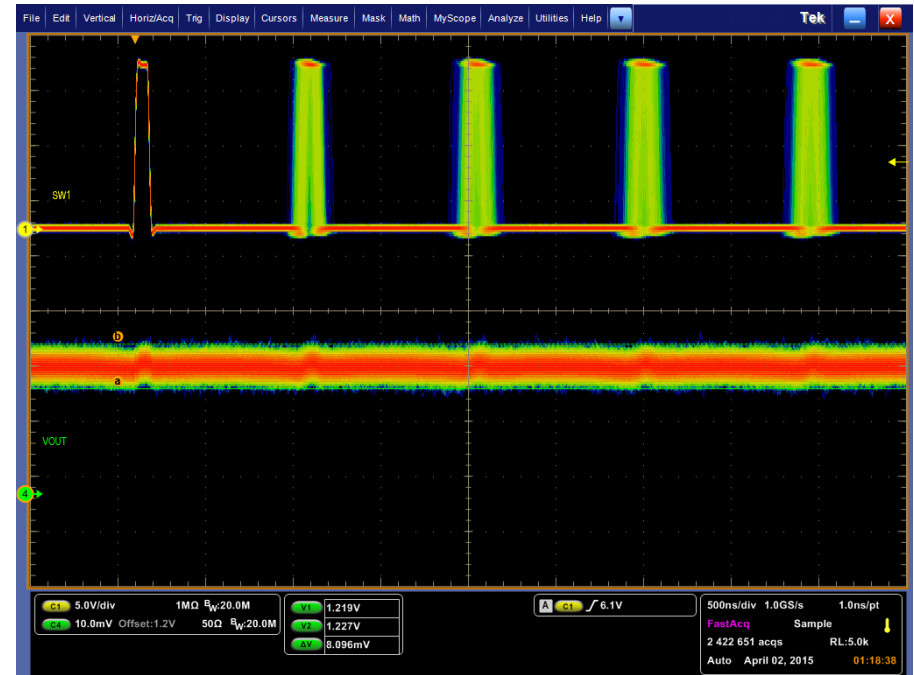 File Edit Vertical Horiz/Acq Trig Display Cursors Measure Mask Math MyScope Analyze Utilities Help Tek X
SW1
1
b
a
VOUT
4
C1 5.0V/div 1MΩ BW:20.0M
C4 10.0mV Offset:1.2V 50Ω BW:20.0M
V1 1.219V
V2 1.227V
ΔV 8.096mV
A C1 6.1V
500ns/div 1.0GS/s 1.0ns/pt
FastAcq Sample
2 422 651 acqs RL:5.0k
Auto April 02, 2015 01:18:38